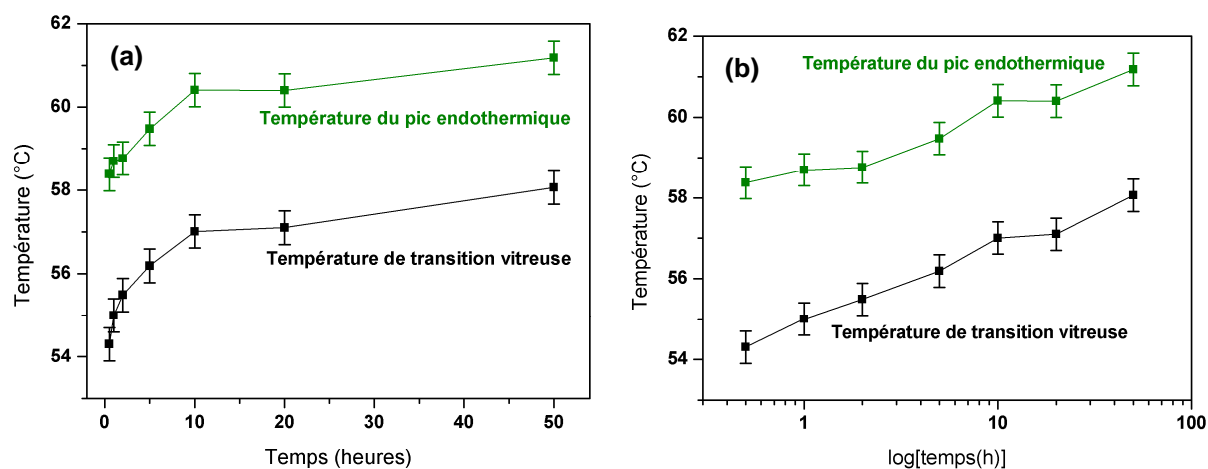 (a)
62
60
58
56
54
Température (°C)
Température du pic endothermique
Température de transition vitreuse
0
10
20
30
40
50
Temps (heures)
(b)
62
60
58
56
54
Température (°C)
Température du pic endothermique
Température de transition vitreuse
1
10
100
log[temps(h)]